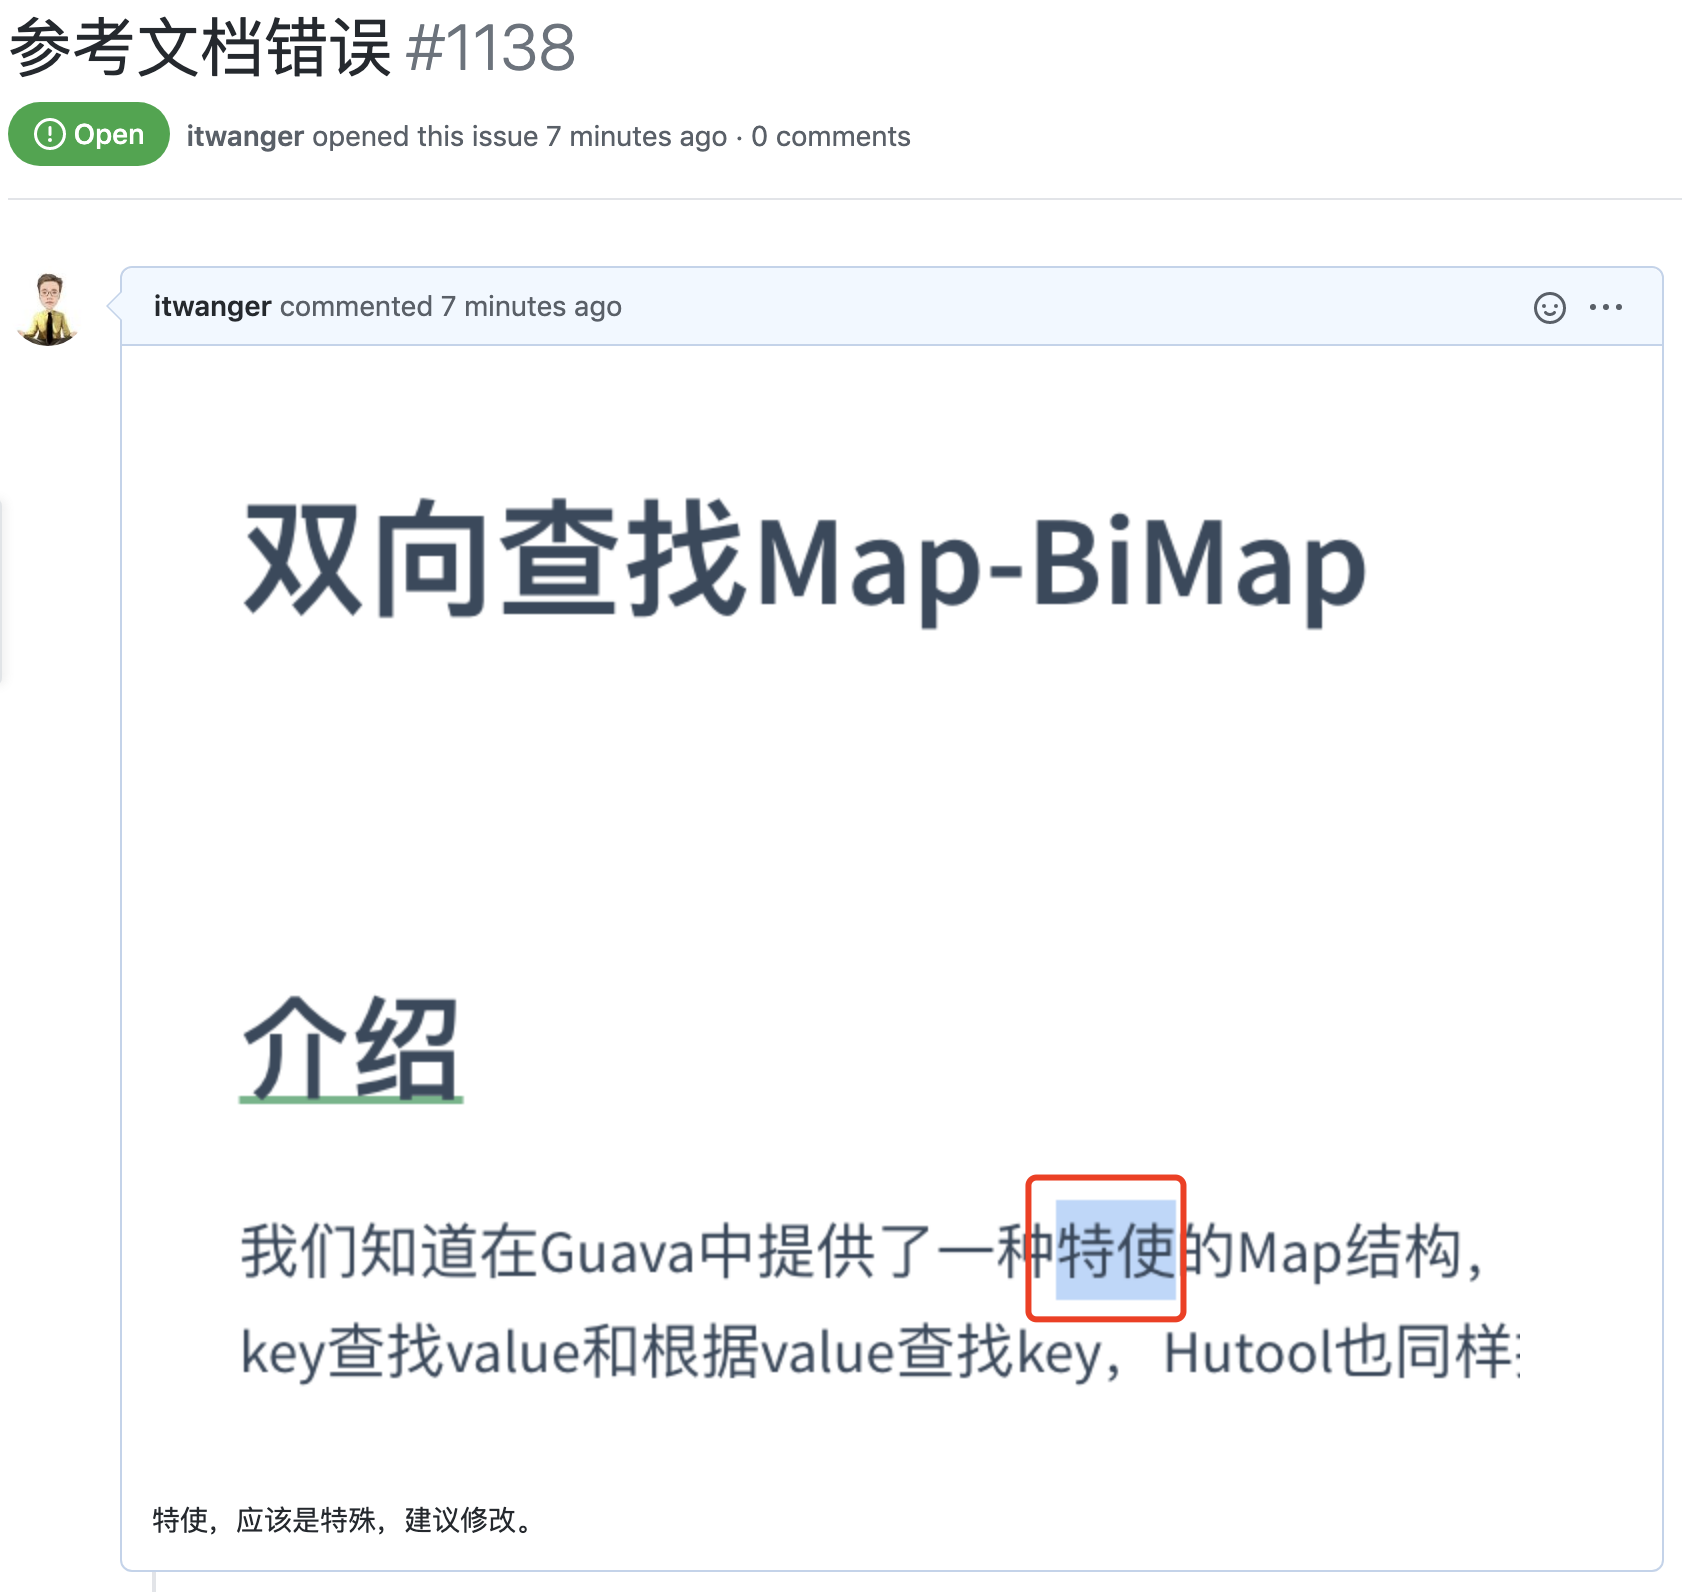 参考文档错误 #1138
Open itwanger opened this issue 7 minutes ago · 0 comments
itwanger commented 7 minutes ago
双向查找Map-BiMap
介绍
我们知道在Guava中提供了一种特使的Map结构，
key查找value和根据value查找key，Hutool也同样
特使，应该是特殊，建议修改。